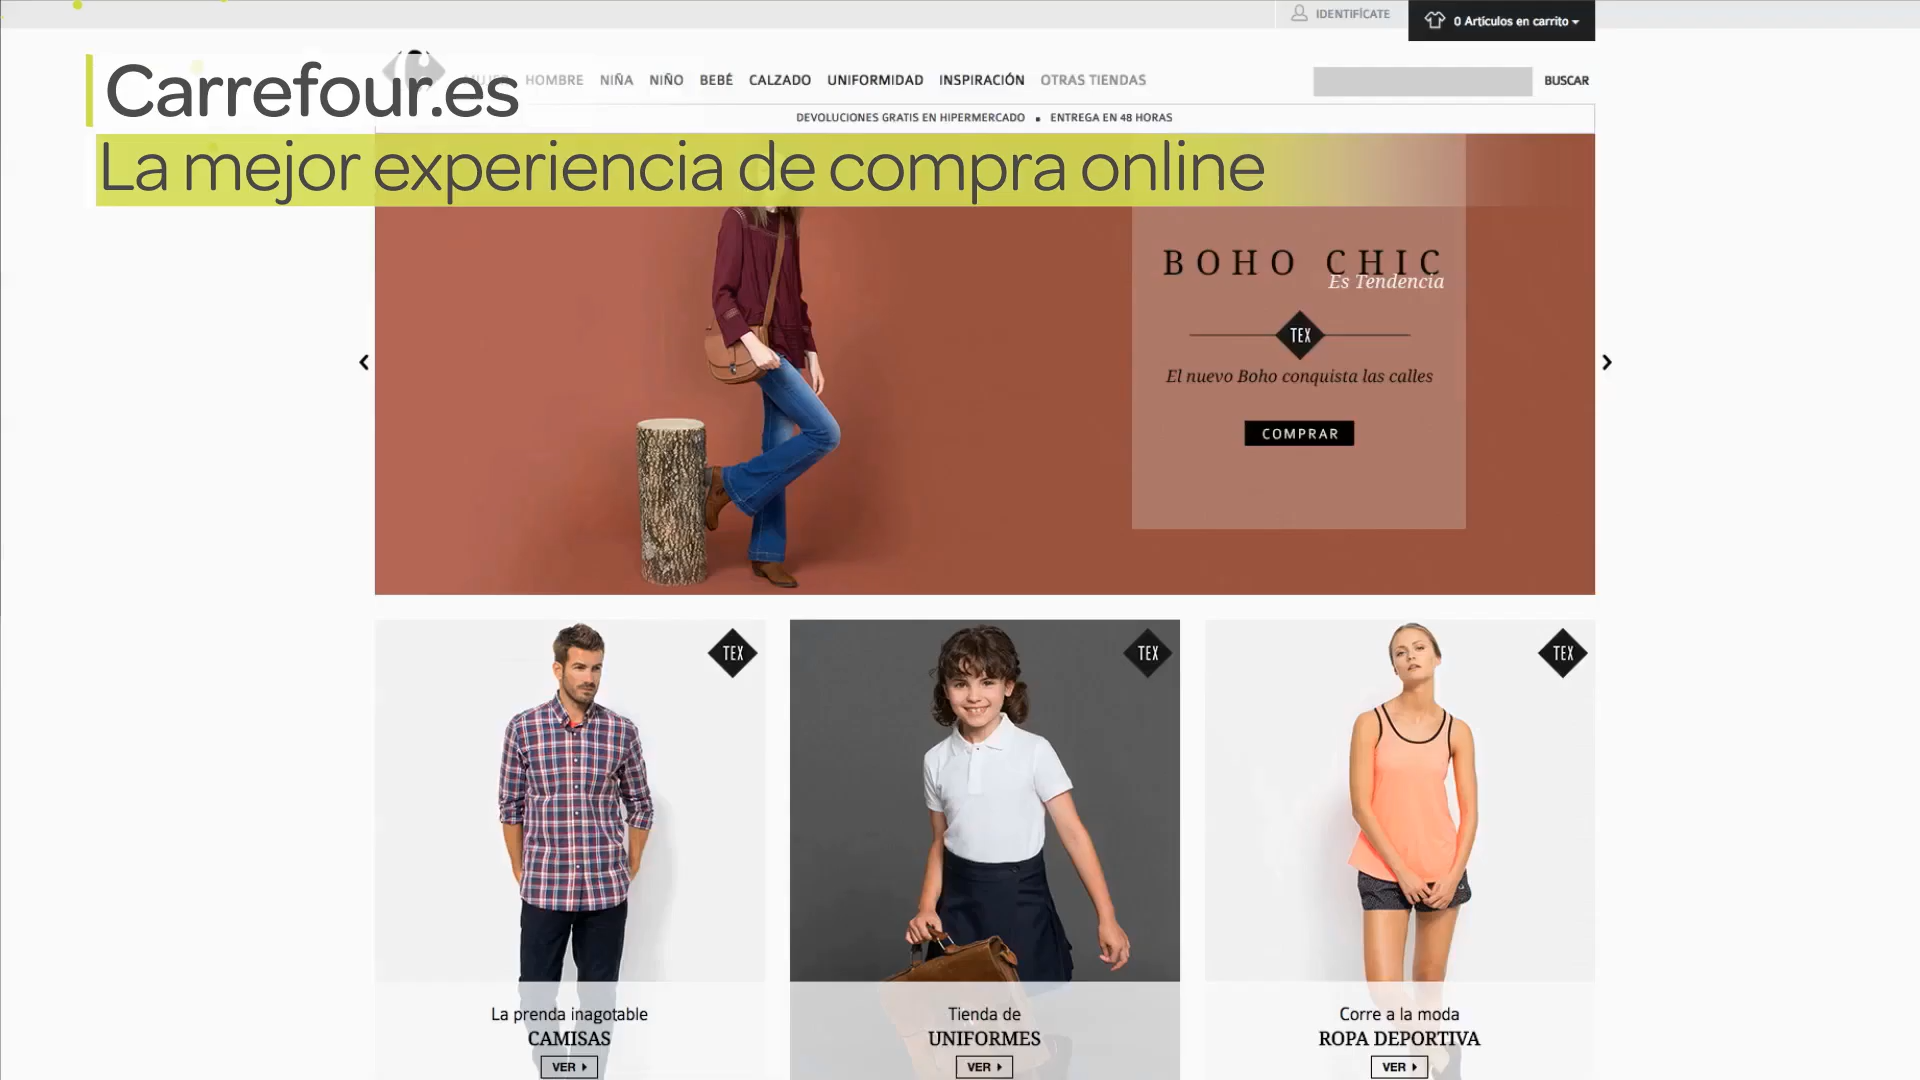 IDENTIFÍCATE
0 Artículos en carrito
Carrefour.es
MUJER HOMBRE NIÑA NIÑO BEBÉ CALZADO UNIFORMIDAD INSPIRACIÓN OTRAS TIENDAS
BUSCAR
DEVOLUCIONES GRATIS EN HIPERMERCADO ▪ ENTREGA EN 48 HORAS
La mejor experiencia de compra online
BOHO CHIC
Es Tendencia
TEX
El nuevo Boho conquista las calles
COMPRAR
TEX
La prenda inagotable
CAMISAS
VER
TEX
Tienda de
UNIFORMES
VER
TEX
Corre a la moda
ROPA DEPORTIVA
VER